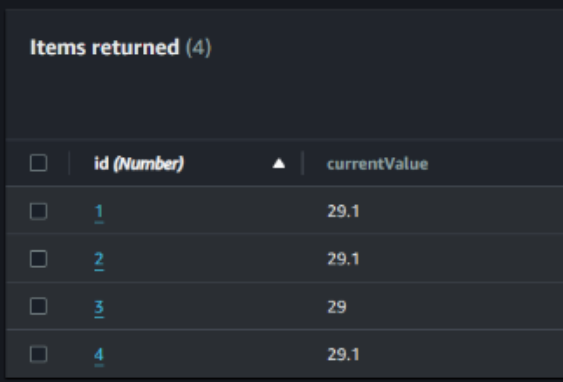 Items returned (4)
id (Number) ▲ currentValue
1 29.1
2 29.1
3 29
4 29.1